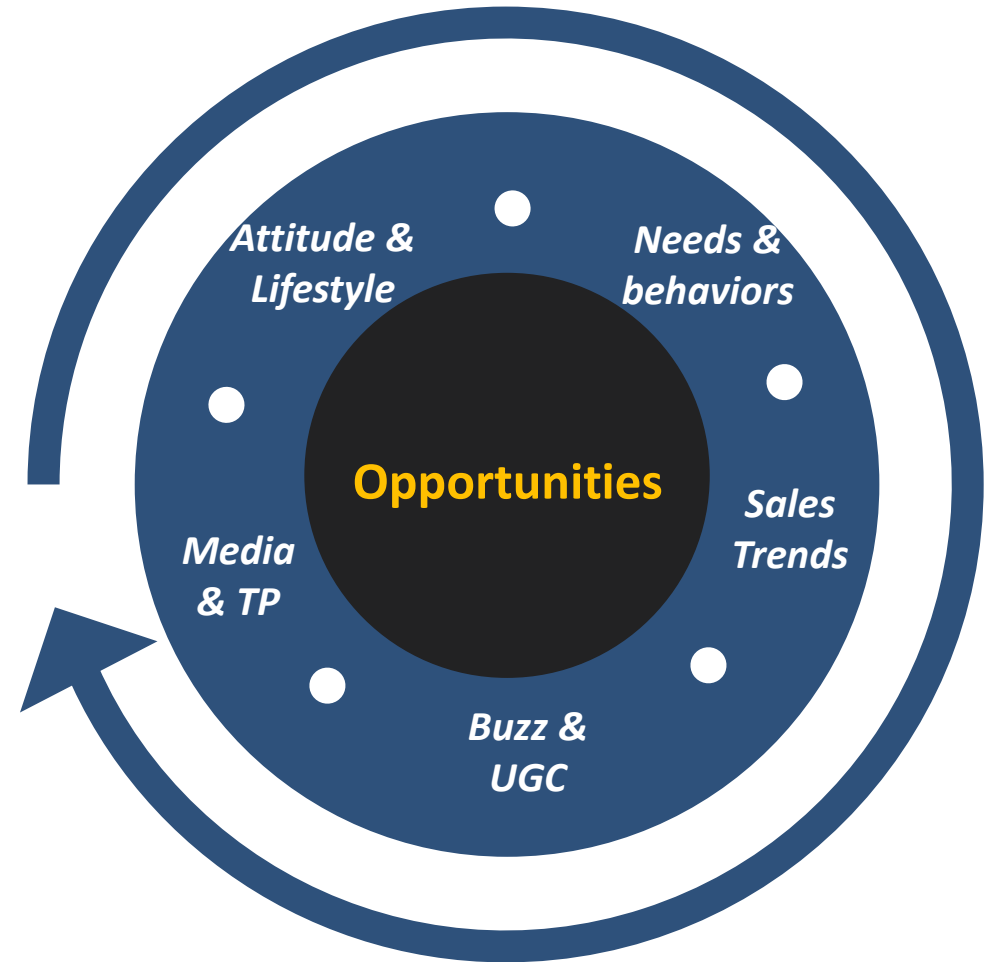 Attitude &
Lifestyle
Needs &
behaviors
Opportunities
Sales
Trends
Media
& TP
Buzz &
UGC